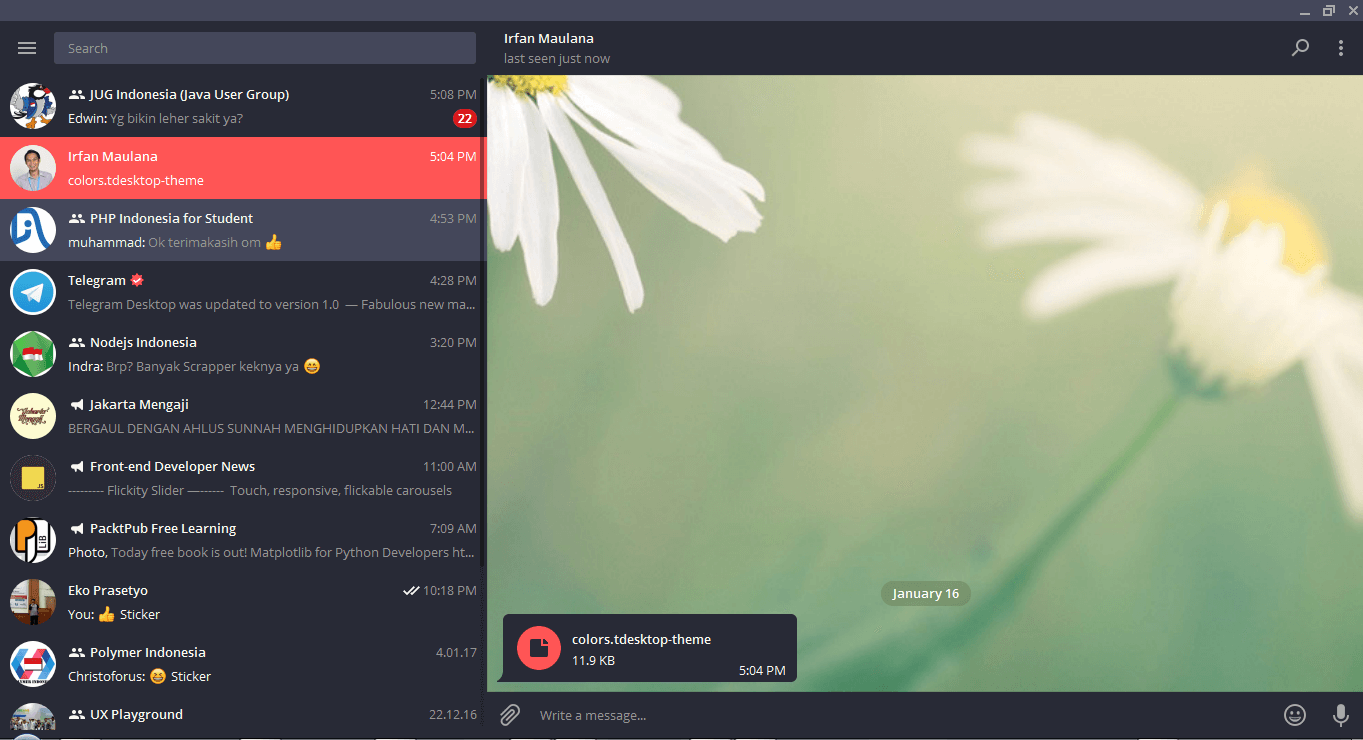 Search
JUG Indonesia (Java User Group) 5:08 PM
Edwin: Yg bikin leher sakit ya? 22
Irfan Maulana 5:04 PM
colors.tdesktop-theme
PHP Indonesia for Student 4:53 PM
muhammad: Ok terimakasih om 👍
Telegram 4:28 PM
Telegram Desktop was updated to version 1.0 — Fabulous new ma...
Nodejs Indonesia 3:20 PM
Indra: Brp? Banyak Scrapper keknya ya 😄
Jakarta Mengaji 12:44 PM
BERGAUL DENGAN AHLUS SUNNAH MENGHIDUPKAN HATI DAN M...
Front-end Developer News 11:00 AM
--------- Flickity Slider —------- Touch, responsive, flickable carousels
JS
PacktPub Free Learning 7:09 AM
Photo, Today free book is out! Matplotlib for Python Developers ht...
LIB
Eko Prasetyo 10:18 PM
You: 👍 Sticker
Polymer Indonesia 4.01.17
Christoforus: 😆 Sticker
UX Playground 22.12.16
Irfan Maulana
last seen just now
January 16
colors.tdesktop-theme
11.9 KB
5:04 PM
Write a message...